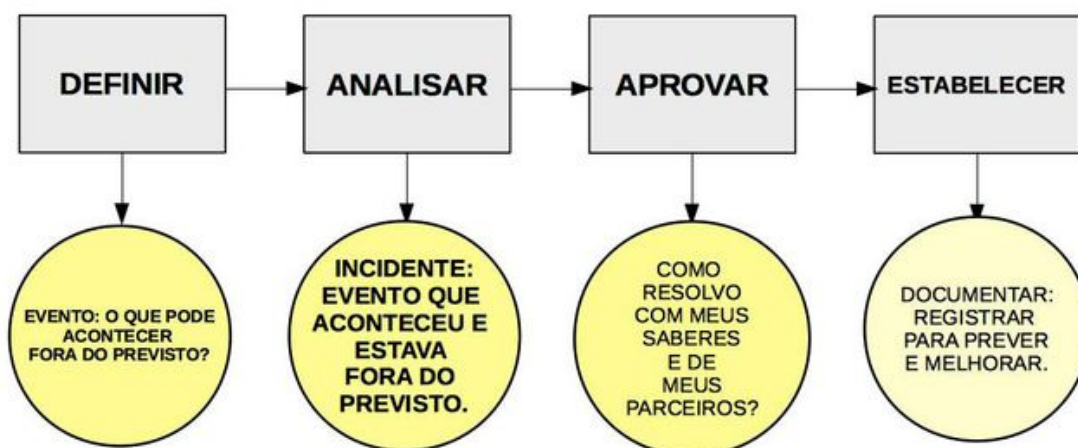 DEFINIR
ANALISAR
APROVAR
ESTABELECER
EVENTO: O QUE PODE
ACONTECER
FORA DO PREVISTO?
INCIDENTE:
EVENTO QUE
ACONTECEU E
ESTAVA
FORA DO
PREVISTO.
COMO
RESOLVO
COM MEUS
SABERES
E DE
MEUS
PARCEIROS?
DOCUMENTAR:
REGISTRAR
PARA PREVER
E MELHORAR.